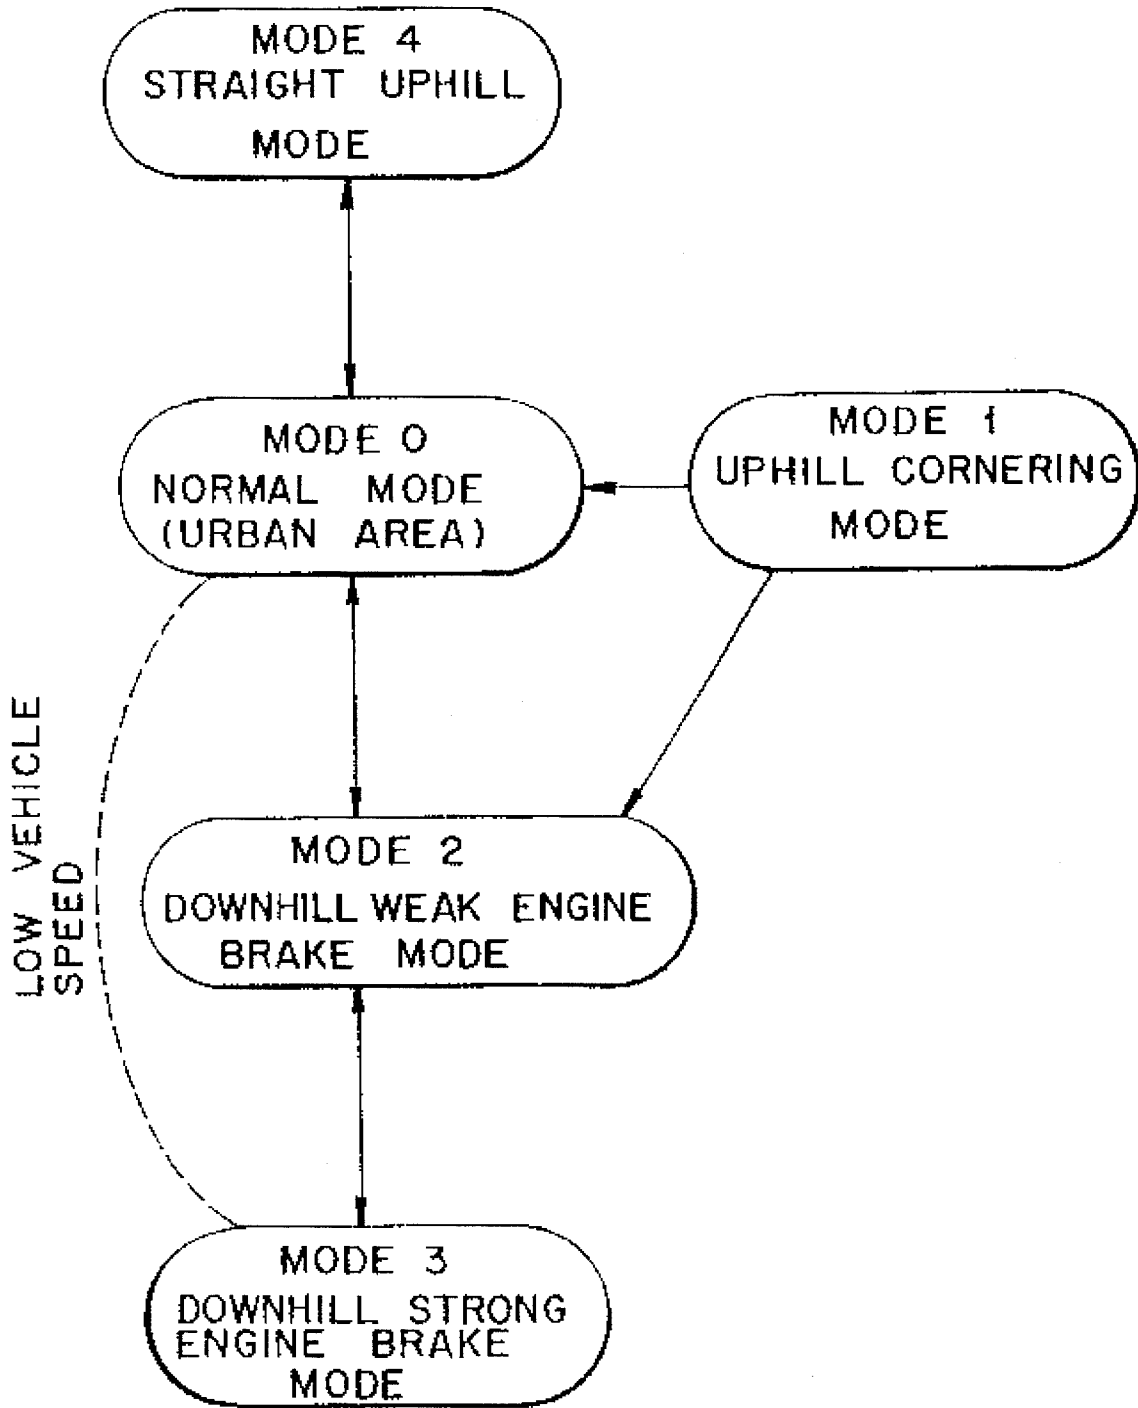 MODE 4
STRAIGHT UPHILL
MODE
MODE 0
NORMAL MODE
(URBAN AREA)
MODE 1
UPHILL CORNERING
MODE
LOW VEHICLE
SPEED
MODE 2
DOWNHILL WEAK ENGINE
BRAKE MODE
MODE 3
DOWNHILL STRONG
ENGINE BRAKE
MODE